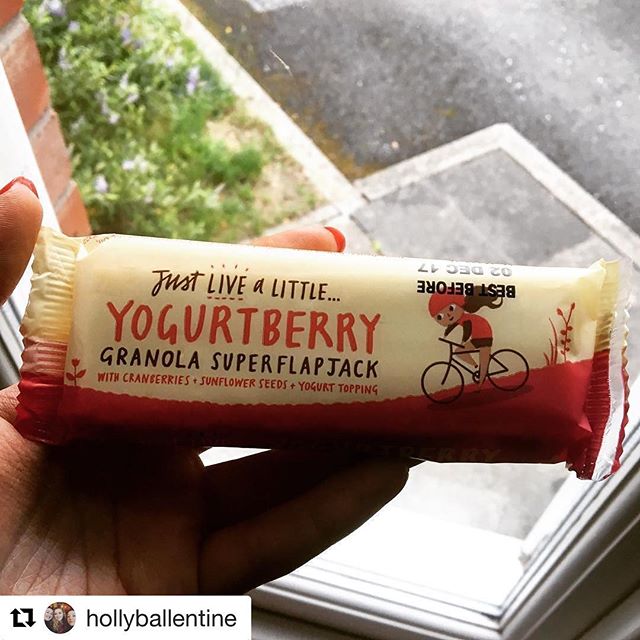 Just LIVE a LITTLE...
YOGURTBERRY
GRANOLA SUPERFLAPJACK
WITH CRANBERRIES + SUNFLOWER SEEDS + YOGURT TOPPING
BEST BEFORE
02 DEC 17
hollyballentine